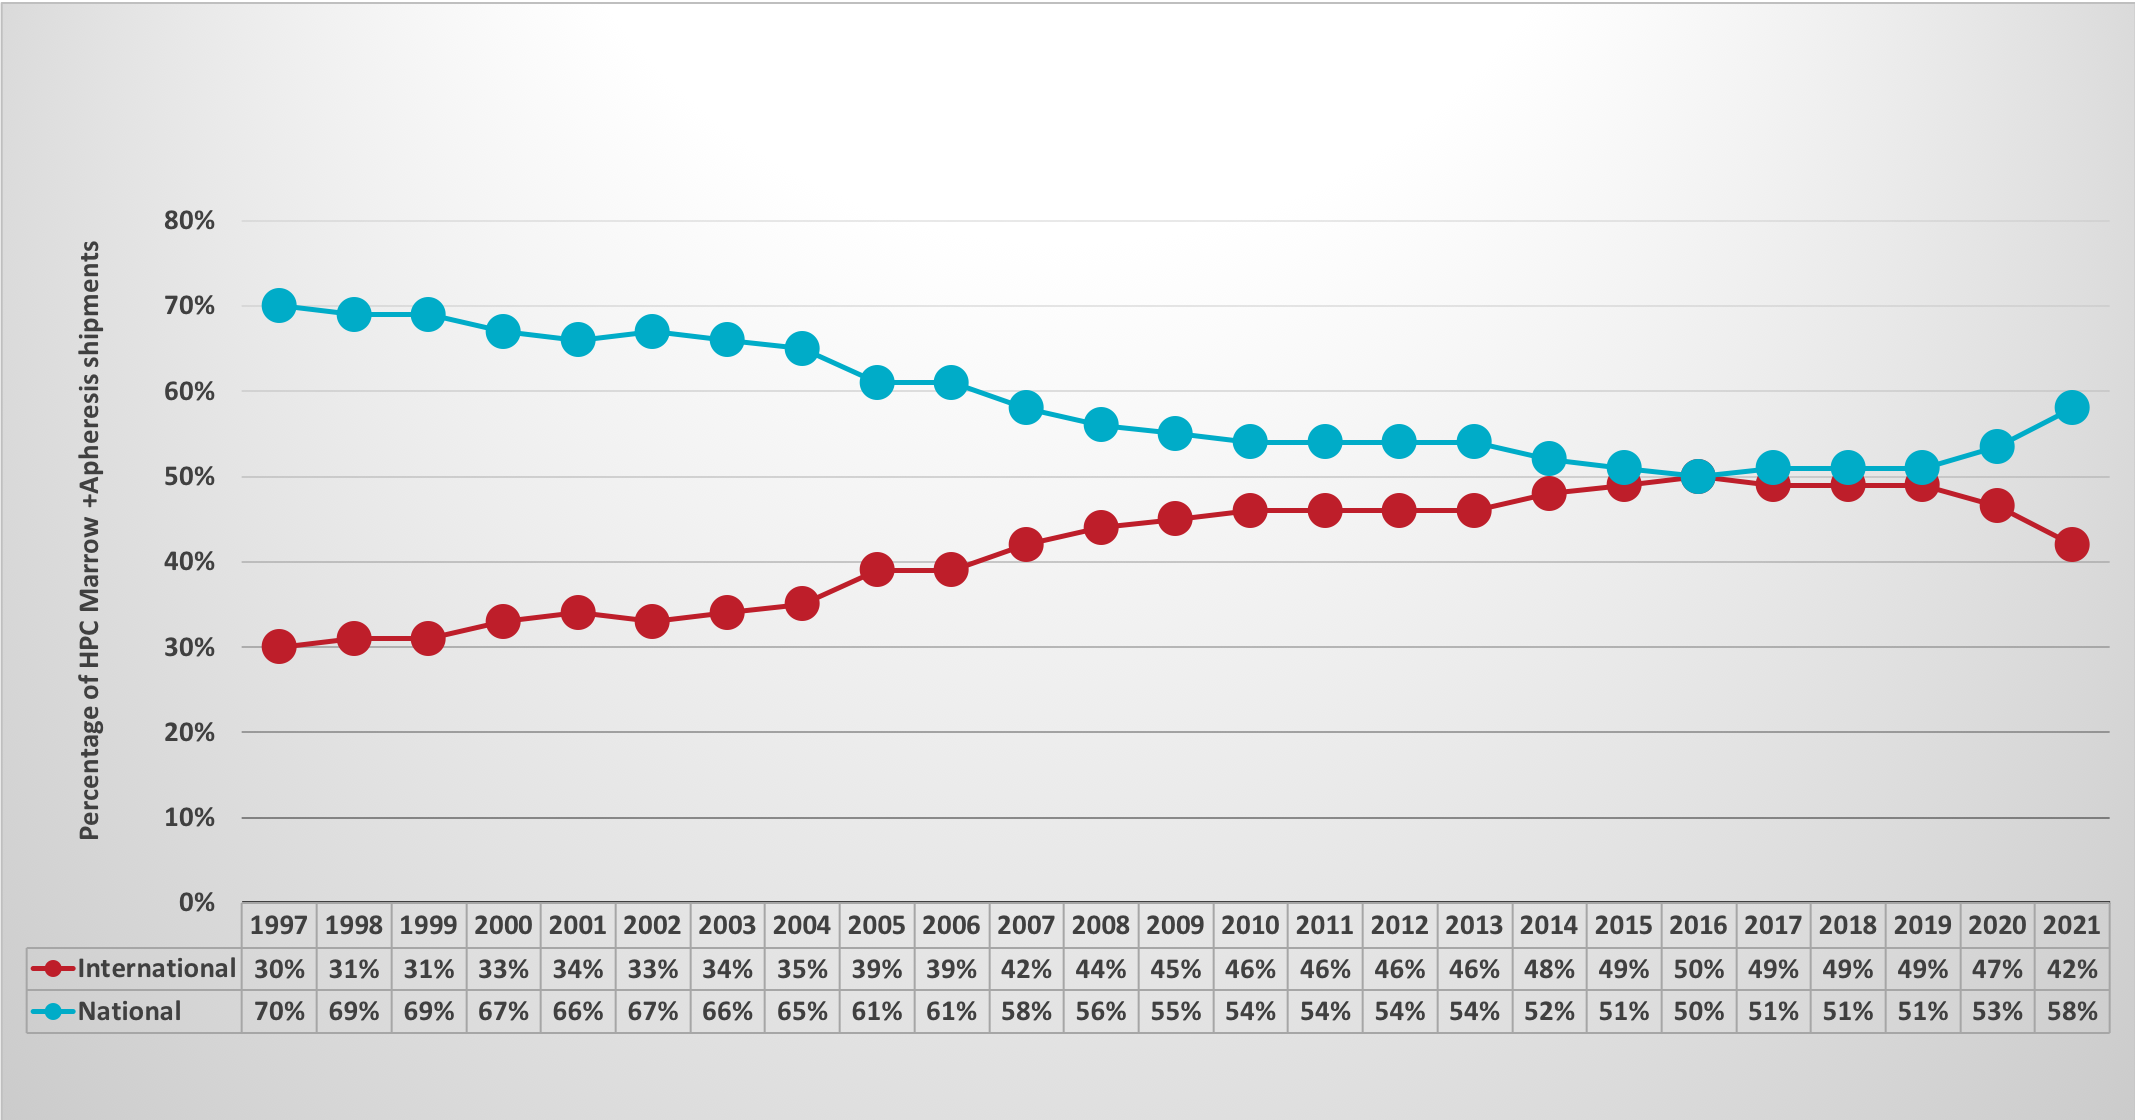 Percentage of HPC Marrow +Apheresis shipments
80%
70%
60%
50%
40%
30%
20%
10%
0%
1997 1998 1999 2000 2001 2002 2003 2004 2005 2006 2007 2008 2009 2010 2011 2012 2013 2014 2015 2016 2017 2018 2019 2020 2021
International 30% 31% 31% 33% 34% 33% 34% 35% 39% 39% 42% 44% 45% 46% 46% 46% 46% 48% 49% 50% 49% 49% 49% 47% 42%
National 70% 69% 69% 67% 66% 67% 66% 65% 61% 61% 58% 56% 55% 54% 54% 54% 54% 52% 51% 50% 51% 51% 51% 53% 58%